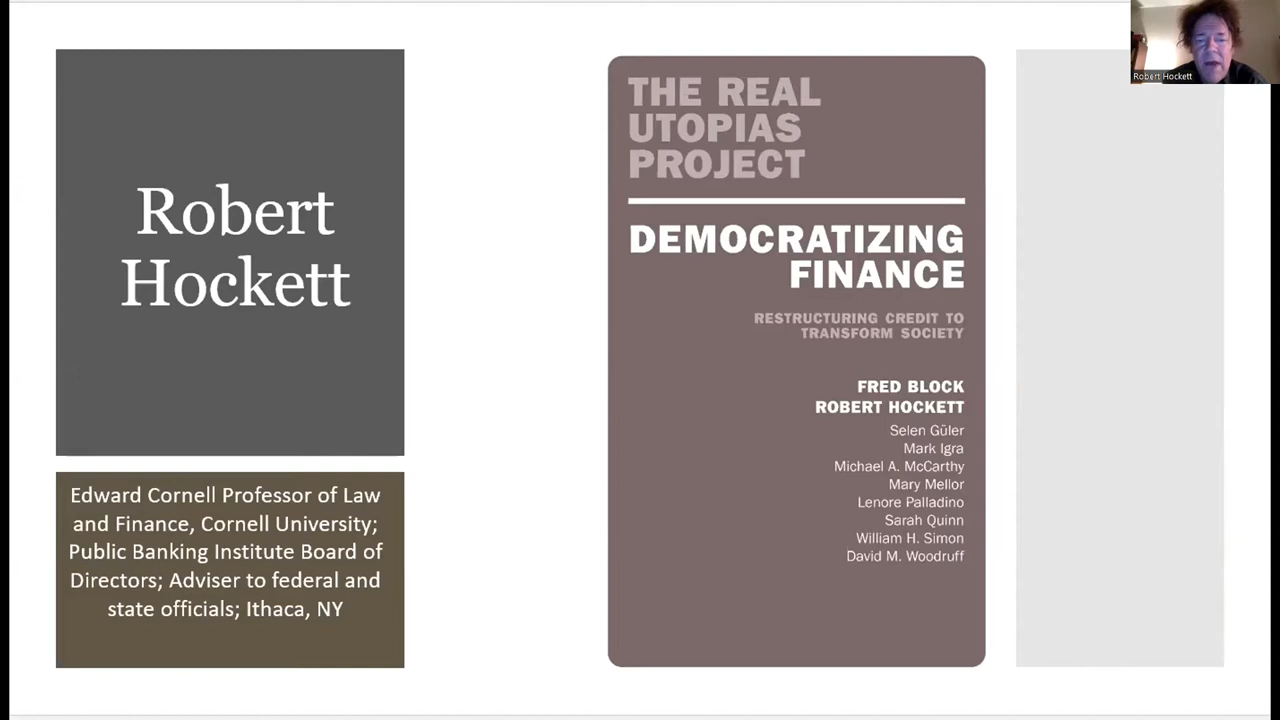 Robert
Hockett
Edward Cornell Professor of Law
and Finance, Cornell University;
Public Banking Institute Board of
Directors; Adviser to federal and
state officials; Ithaca, NY
THE REAL
UTOPIAS
PROJECT
DEMOCRATIZING
FINANCE
RESTRUCTURING CREDIT TO
TRANSFORM SOCIETY
FRED BLOCK
ROBERT HOCKETT
Selen Güler
Mark Igra
Michael A. McCarthy
Mary Mellor
Lenore Palladino
Sarah Quinn
William H. Simon
David M. Woodruff
Robert Hockett